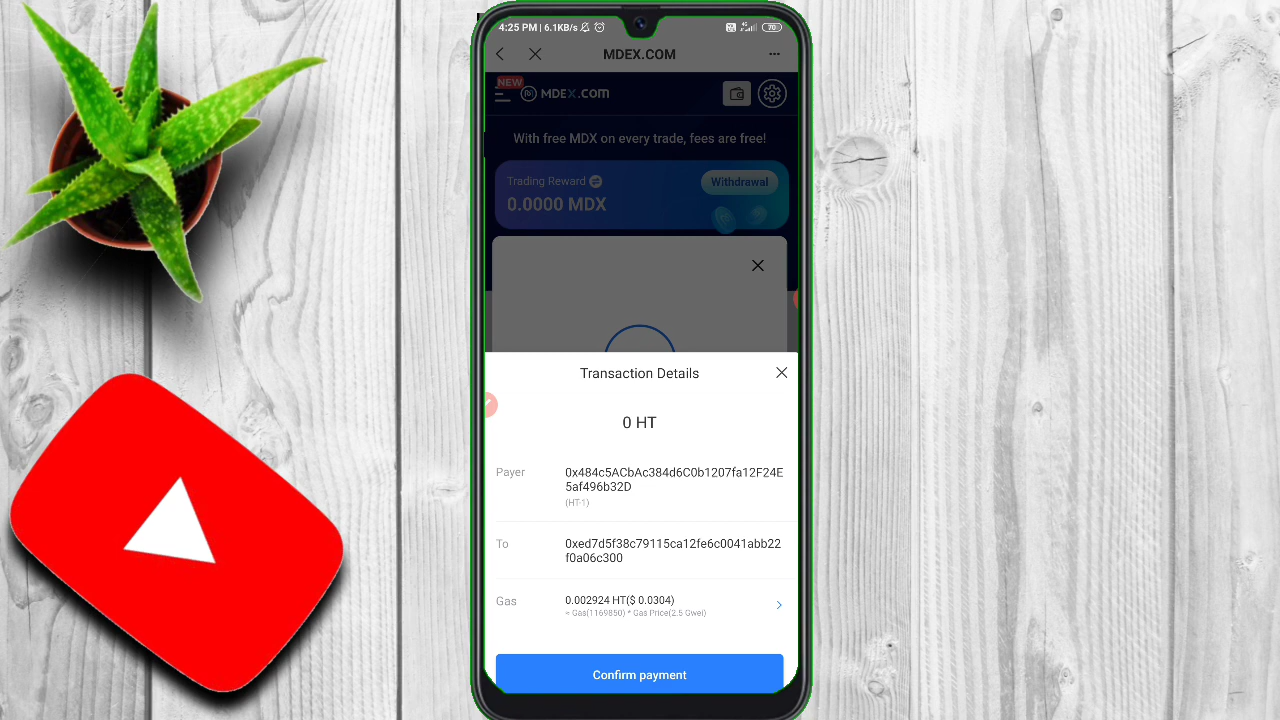 4:25 PM | 6.1KB/s
70
MDEX.COM
NEW
MDEX.COM
With free MDX on every trade, fees are free!
Trading Reward
Withdrawal
0.0000 MDX
Transaction Details
0 HT
Payer
0x484c5ACbAc384d6C0b1207fa12F24E
5af496b32D
(HT-1)
To
0xed7d5f38c79115ca12fe6c0041abb22
f0a06c300
Gas
0.002924 HT($ 0.0304)
≈ Gas(1169850) * Gas Price(2.5 Gwei)
Confirm payment